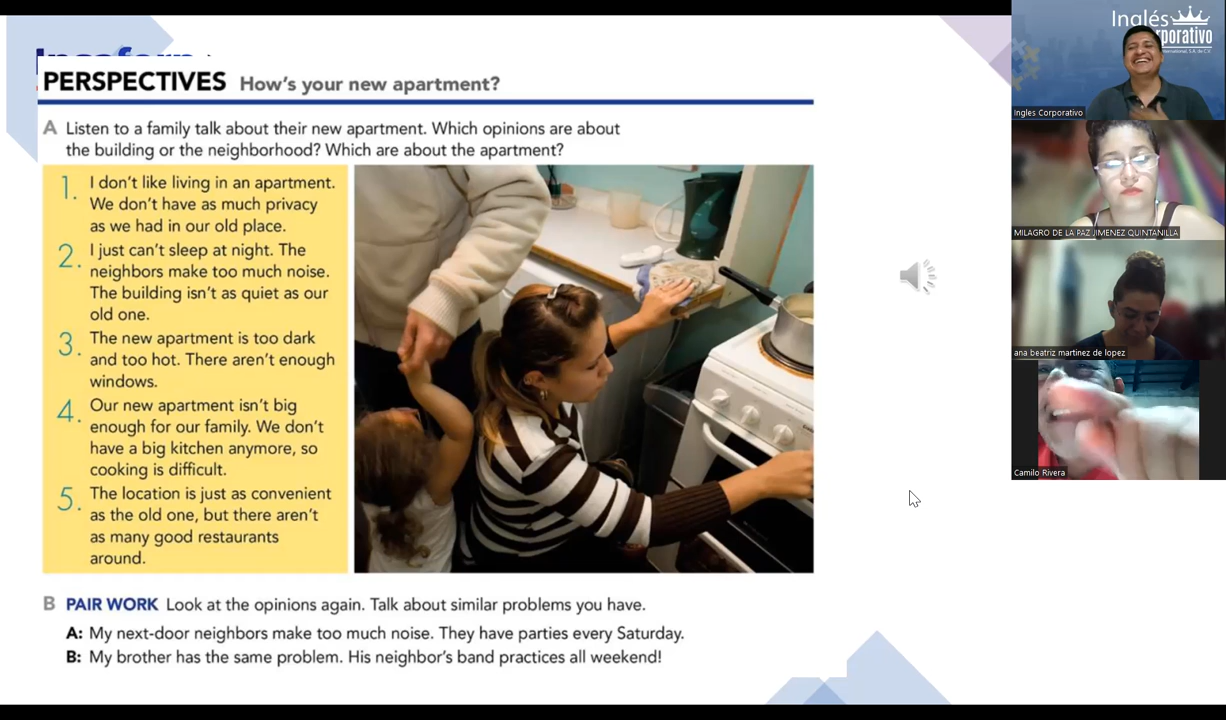 PERSPECTIVES How's your new apartment?
A Listen to a family talk about their new apartment. Which opinions are about
the building or the neighborhood? Which are about the apartment?
1. I don't like living in an apartment.
We don't have as much privacy
as we had in our old place.
2. I just can't sleep at night. The
neighbors make too much noise.
The building isn't as quiet as our
old one.
3. The new apartment is too dark
and too hot. There aren't enough
windows.
4. Our new apartment isn't big
enough for our family. We don't
have a big kitchen anymore, so
cooking is difficult.
5. The location is just as convenient
as the old one, but there aren't
as many good restaurants
around.
B PAIR WORK Look at the opinions again. Talk about similar problems you have.
A: My next-door neighbors make too much noise. They have parties every Saturday.
B: My brother has the same problem. His neighbor's band practices all weekend!
Inglés
Ingles Corporativo
MILAGRO DE LA PAZ JIMENEZ QUINTANILLA
ana beatriz martinez de lopez
Camilo Rivera